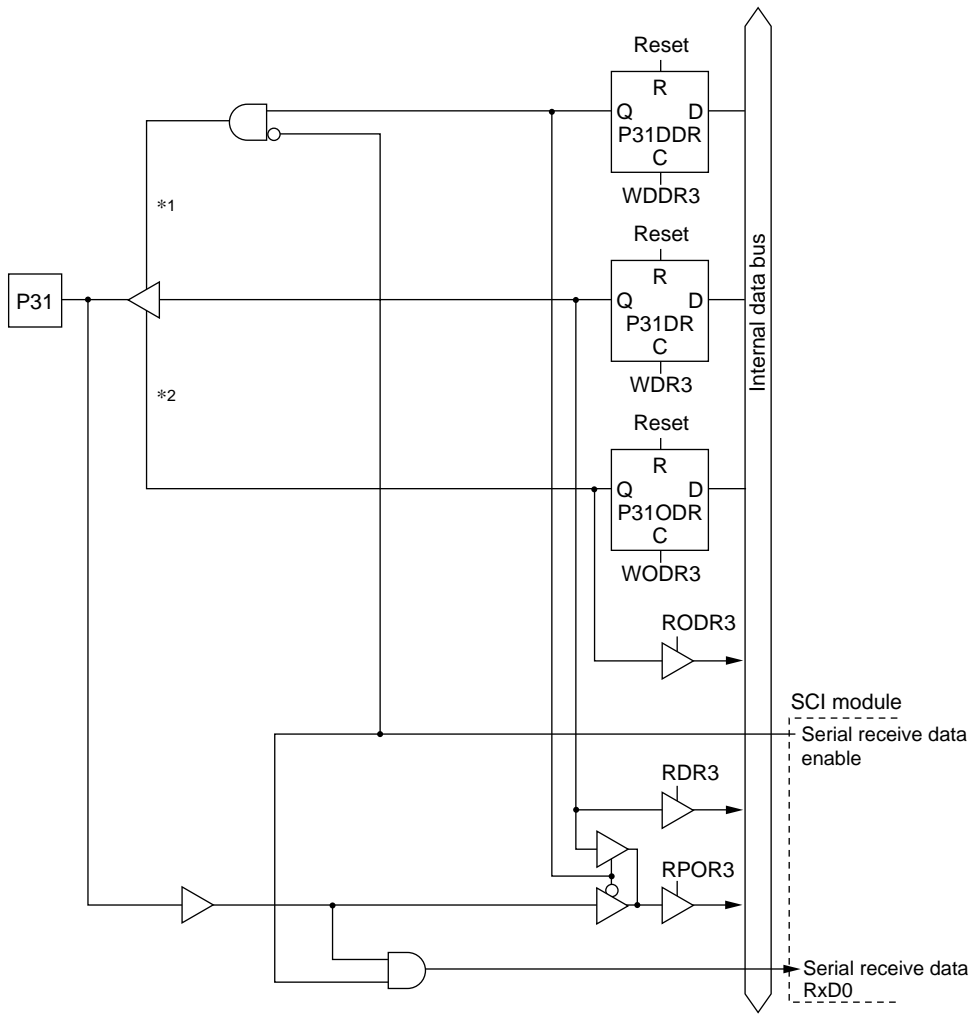 Reset
R
Q D
P31DDR
C
WDDR3
*1
Reset
R
P31
Q D
P31DR
C
WDR3
Internal data bus
*2
Reset
R
Q D
P31ODR
C
WODR3
RODR3
SCI module
Serial receive data
enable
RDR3
RPOR3
Serial receive data
RxD0